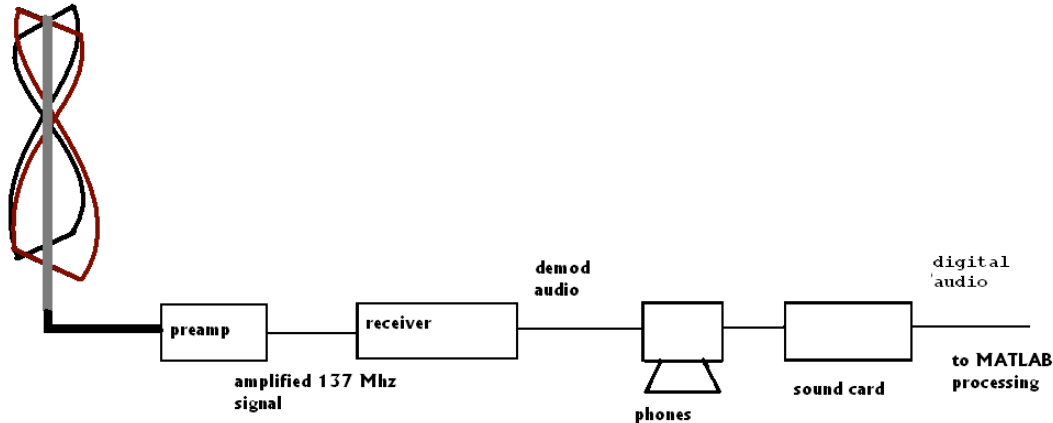 preamp
amplified 137 Mhz
signal
receiver
demod
audio
phones
sound card
digital
audio
to MATLAB
processing